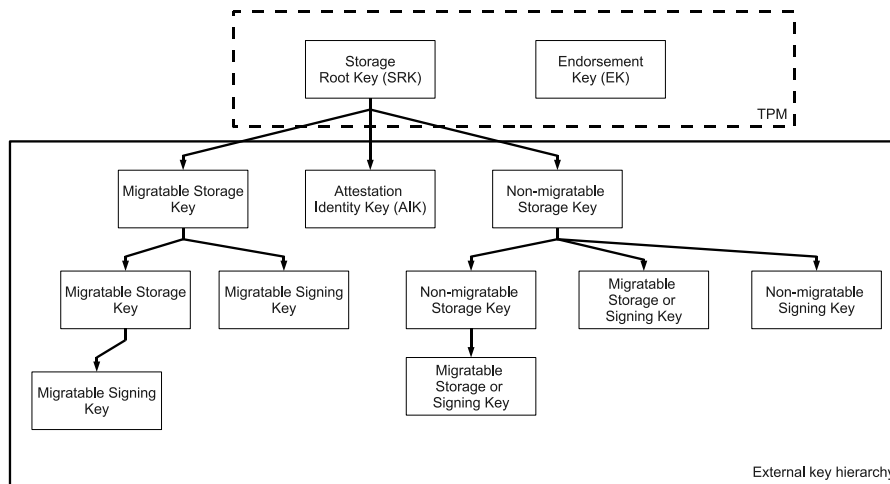 Storage
Root Key (SRK)
Endorsement
Key (EK)
TPM
Migratable Storage
Key
Attestation
Identity Key (AIK)
Non-migratable
Storage Key
Migratable Storage
Key
Migratable Signing
Key
Non-migratable
Storage Key
Migratable
Storage or
Signing Key
Non-migratable
Signing Key
Migratable Signing
Key
Migratable
Storage or
Signing Key
External key hierarchy